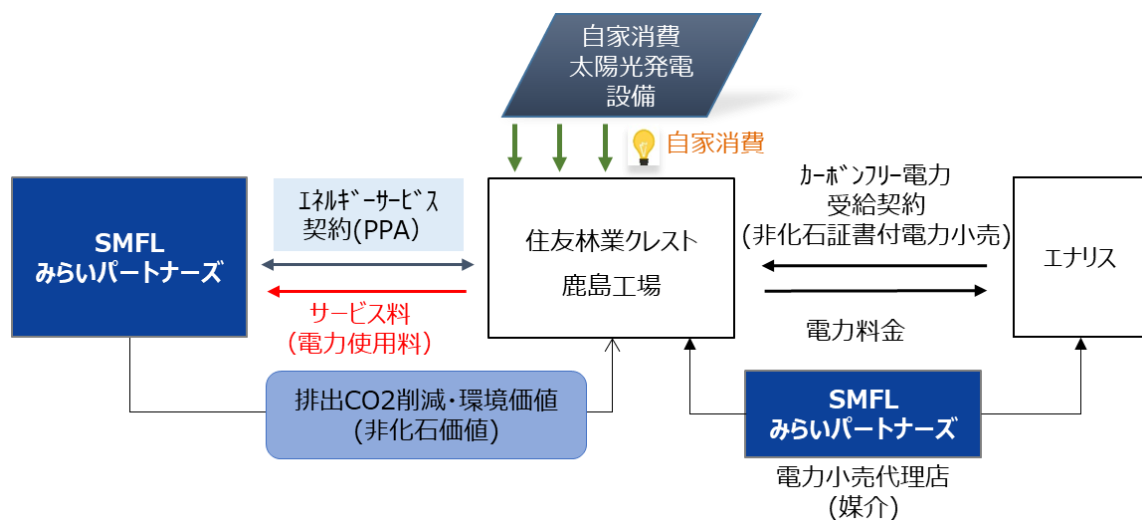 自家消費
太陽光発電
設備
自家消費
ｴﾈﾙｷﾞｰｻｰﾋﾞｽ
契約(PPA）
SMFL
みらいパートナーズ
サービス料
(電力使用料)
住友林業クレスト
鹿島工場
ｶｰﾎﾞﾝﾌﾘｰ電力
受給契約
(非化石証書付電力小売)
電力料金
エナリス
排出CO2削減･環境価値
(非化石価値)
SMFL
みらいパートナーズ
電力小売代理店
(媒介)